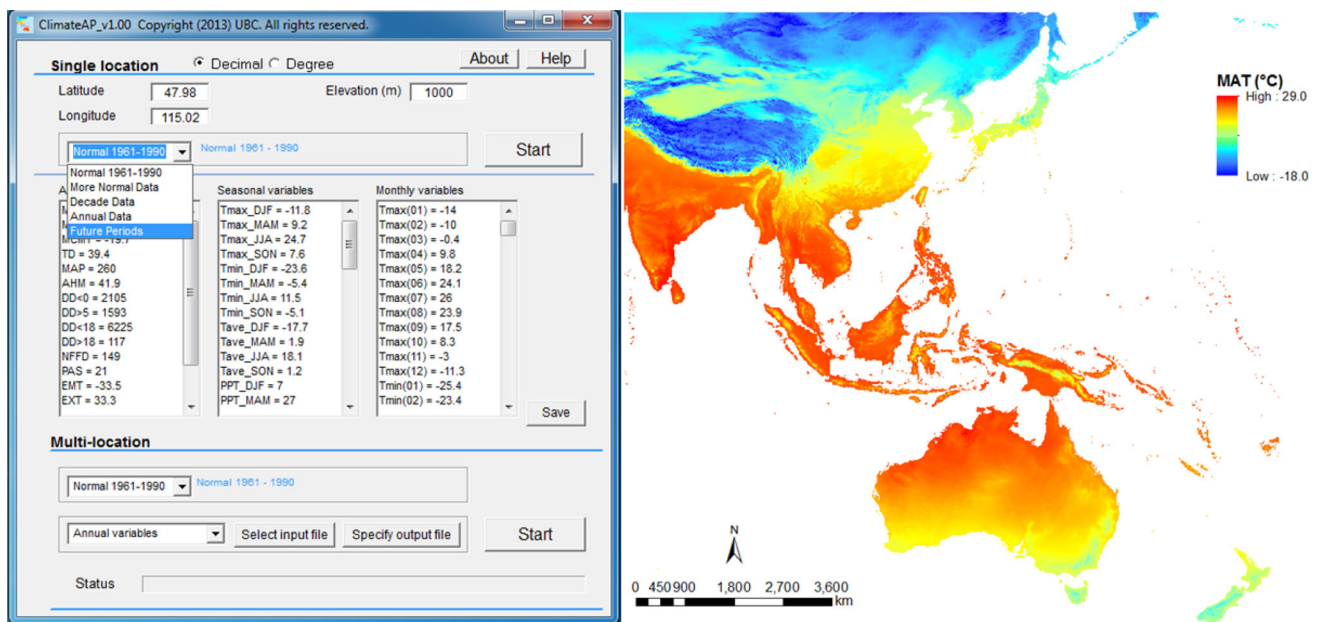 ClimateAP_v1.00 Copyright (2013) UBC. All rights reserved.
Single location
Decimal
Degree
About
Help
Latitude
47.98
Elevation (m)
1000
Longitude
115.02
Normal 1961-1990
Normal 1961 - 1990
Start
Normal 1961-1990
More Normal Data
Decade Data
Annual Data
Future Periods
TD = 39.4
MAP = 260
AHM = 41.9
DD<0 = 2105
DD>5 = 1593
DD<18 = 6225
DD>18 = 117
NFFD = 149
PAS = 21
EMT = -33.5
EXT = 33.3
Seasonal variables
Tmax_DJF = -11.8
Tmax_MAM = 9.2
Tmax_JJA = 24.7
Tmax_SON = 7.6
Tmin_DJF = -23.6
Tmin_MAM = -5.4
Tmin_JJA = 11.5
Tmin_SON = -5.1
Tave_DJF = -17.7
Tave_MAM = 1.9
Tave_JJA = 18.1
Tave_SON = 1.2
PPT_DJF = 7
PPT_MAM = 27
Monthly variables
Tmax(01) = -14
Tmax(02) = -10
Tmax(03) = -0.4
Tmax(04) = 9.8
Tmax(05) = 18.2
Tmax(06) = 24.1
Tmax(07) = 26
Tmax(08) = 23.9
Tmax(09) = 17.5
Tmax(10) = 8.3
Tmax(11) = -3
Tmax(12) = -11.3
Tmin(01) = -25.4
Tmin(02) = -23.4
Save
Multi-location
Normal 1961-1990
Normal 1961 - 1990
Annual variables
Select input file
Specify output file
Start
Status
MAT (°C)
High : 29.0
Low : -18.0
N
0 450 900 1,800 2,700 3,600
km